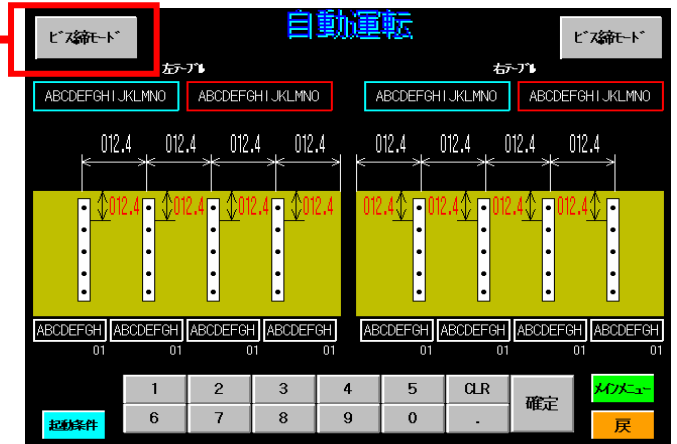 ビス締モード 自動運転 ビス締モード
左テーブル 右テーブル
ABCDEFGHIJKLMNO ABCDEFGHIJKLMNO ABCDEFGHIJKLMNO ABCDEFGHIJKLMNO
012.4 012.4 012.4 012.4 012.4 012.4 012.4 012.4
012.4 012.4 012.4 012.4 012.4 012.4 012.4 012.4
ABCDEFGH ABCDEFGH ABCDEFGH ABCDEFGH ABCDEFGH ABCDEFGH ABCDEFGH ABCDEFGH
01 01 01 01 01 01 01 01
1 2 3 4 5 CLR 確定 メインメニュー
起動条件 6 7 8 9 0 . 戻